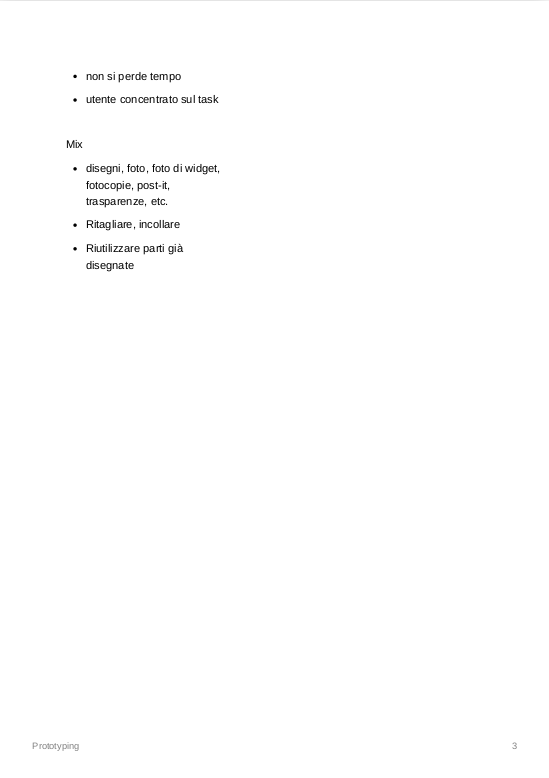 • non si perde tempo
• utente concentrato sul task
Mix
• disegni, foto, foto di widget,
fotocopie, post-it,
trasparenze, etc.
• Ritagliare, incollare
• Riutilizzare parti già
disegnate
Prototyping 3